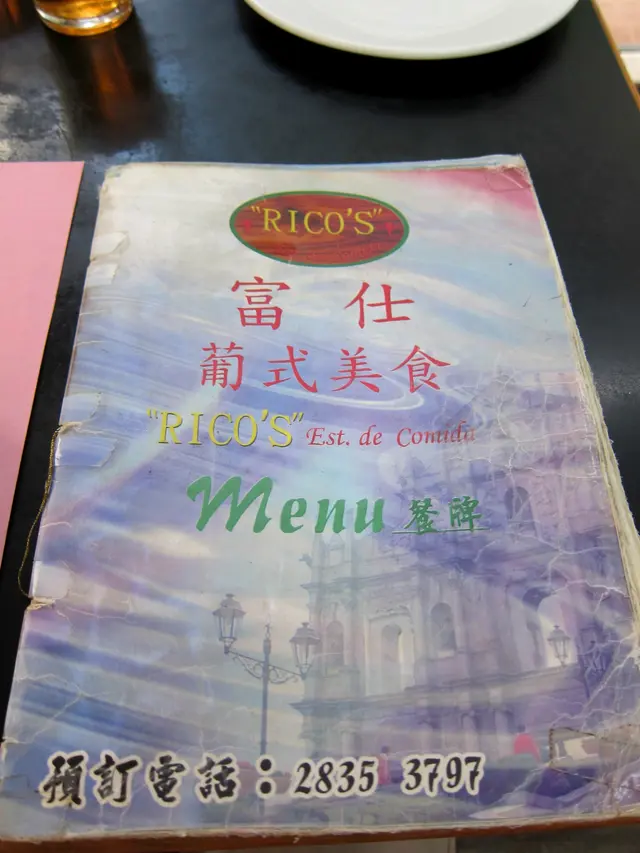 "RICO'S"
富 仕
葡式美食
"RICO'S" Est. de Comida
Menu 餐牌
預訂電話：2835 3797